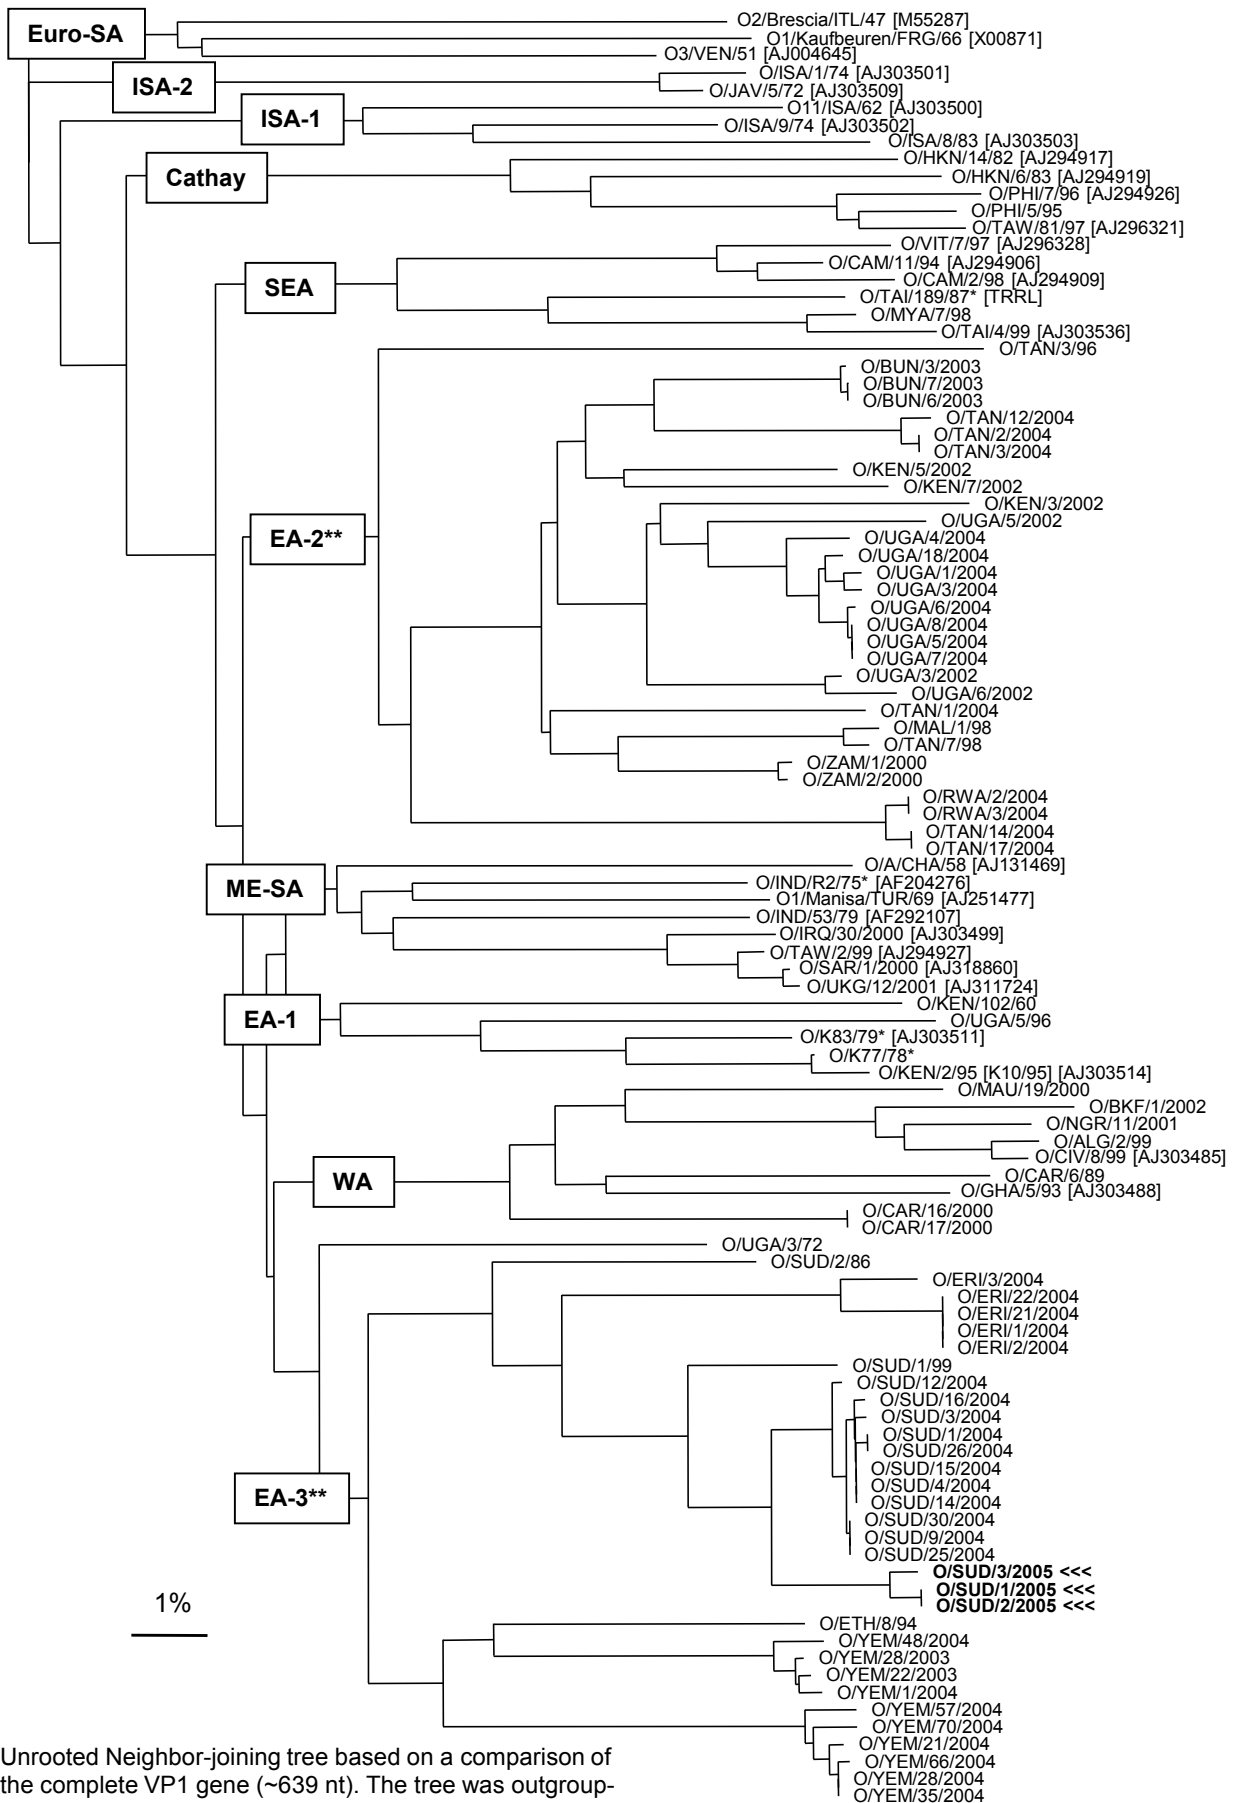 Euro-SA
O2/Brescia/ITL/47 [M55287]
O1/Kaufbeuren/FRG/66 [X00871]
O3/VEN/51 [AJ004645]
ISA-2
O/ISA/1/74 [AJ303501]
O/JAV/5/72 [AJ303509]
ISA-1
O11/ISA/62 [AJ303500]
O/ISA/9/74 [AJ303502]
O/ISA/8/83 [AJ303503]
Cathay
O/HKN/14/82 [AJ294917]
O/HKN/6/83 [AJ294919]
O/PHI/7/96 [AJ294926]
O/PHI/5/95
O/TAW/81/97 [AJ296321]
SEA
O/VIT/7/97 [AJ296328]
O/CAM/11/94 [AJ294906]
O/CAM/2/98 [AJ294909]
O/TAI/189/87* [TRRL]
O/MYA/7/98
O/TAI/4/99 [AJ303536]
O/TAN/3/96
O/BUN/3/2003
O/BUN/7/2003
O/BUN/6/2003
O/TAN/12/2004
O/TAN/2/2004
O/TAN/3/2004
O/KEN/5/2002
O/KEN/7/2002
O/KEN/3/2002
O/UGA/5/2002
EA-2**
O/UGA/4/2004
O/UGA/18/2004
O/UGA/1/2004
O/UGA/3/2004
O/UGA/6/2004
O/UGA/8/2004
O/UGA/5/2004
O/UGA/7/2004
O/UGA/3/2002
O/UGA/6/2002
O/TAN/1/2004
O/MAL/1/98
O/TAN/7/98
O/ZAM/1/2000
O/ZAM/2/2000
O/RWA/2/2004
O/RWA/3/2004
O/TAN/14/2004
O/TAN/17/2004
ME-SA
O/A/CHA/58 [AJ131469]
O/IND/R2/75* [AF204276]
O1/Manisa/TUR/69 [AJ251477]
O/IND/53/79 [AF292107]
O/IRQ/30/2000 [AJ303499]
O/TAW/2/99 [AJ294927]
O/SAR/1/2000 [AJ318860]
O/UKG/12/2001 [AJ311724]
EA-1
O/KEN/102/60
O/UGA/5/96
O/K83/79* [AJ303511]
O/K77/78*
O/KEN/2/95 [K10/95] [AJ303514]
O/MAU/19/2000
O/BKF/1/2002
O/NGR/11/2001
O/ALG/2/99
O/CIV/8/99 [AJ303485]
WA
O/CAR/6/89
O/GHA/5/93 [AJ303488]
O/CAR/16/2000
O/CAR/17/2000
O/UGA/3/72
O/SUD/2/86
O/ERI/3/2004
O/ERI/22/2004
O/ERI/21/2004
O/ERI/1/2004
O/ERI/2/2004
O/SUD/1/99
O/SUD/12/2004
O/SUD/16/2004
O/SUD/3/2004
O/SUD/1/2004
O/SUD/26/2004
O/SUD/15/2004
O/SUD/4/2004
O/SUD/14/2004
EA-3**
O/SUD/30/2004
O/SUD/9/2004
O/SUD/25/2004
O/SUD/3/2005 <<<
O/SUD/1/2005 <<<
O/SUD/2/2005 <<<
1%
O/ETH/8/94
O/YEM/48/2004
O/YEM/28/2003
O/YEM/22/2003
O/YEM/1/2004
O/YEM/57/2004
O/YEM/70/2004
O/YEM/21/2004
O/YEM/66/2004
O/YEM/28/2004
O/YEM/35/2004
Unrooted Neighbor-joining tree based on a comparison of
the complete VP1 gene (~639 nt). The tree was outgroup-